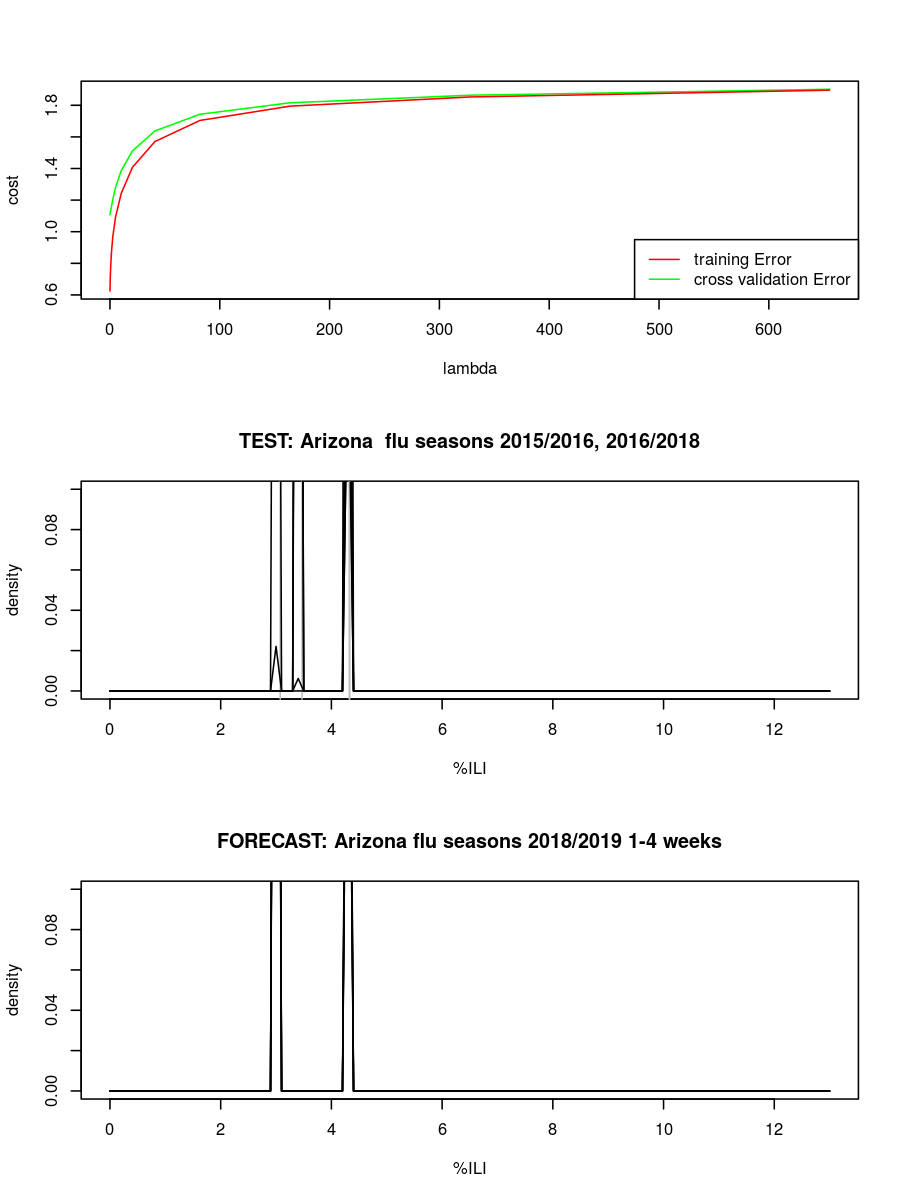 1.8
1.4
1.0
0.6
cost
training Error
cross validation Error
0 100 200 300 400 500 600
lambda
TEST: Arizona  flu seasons 2015/2016, 2016/2018
0.08
0.04
0.00
density
0 2 4 6 8 10 12
%ILI
FORECAST: Arizona flu seasons 2018/2019 1-4 weeks
0.08
0.04
0.00
density
0 2 4 6 8 10 12
%ILI